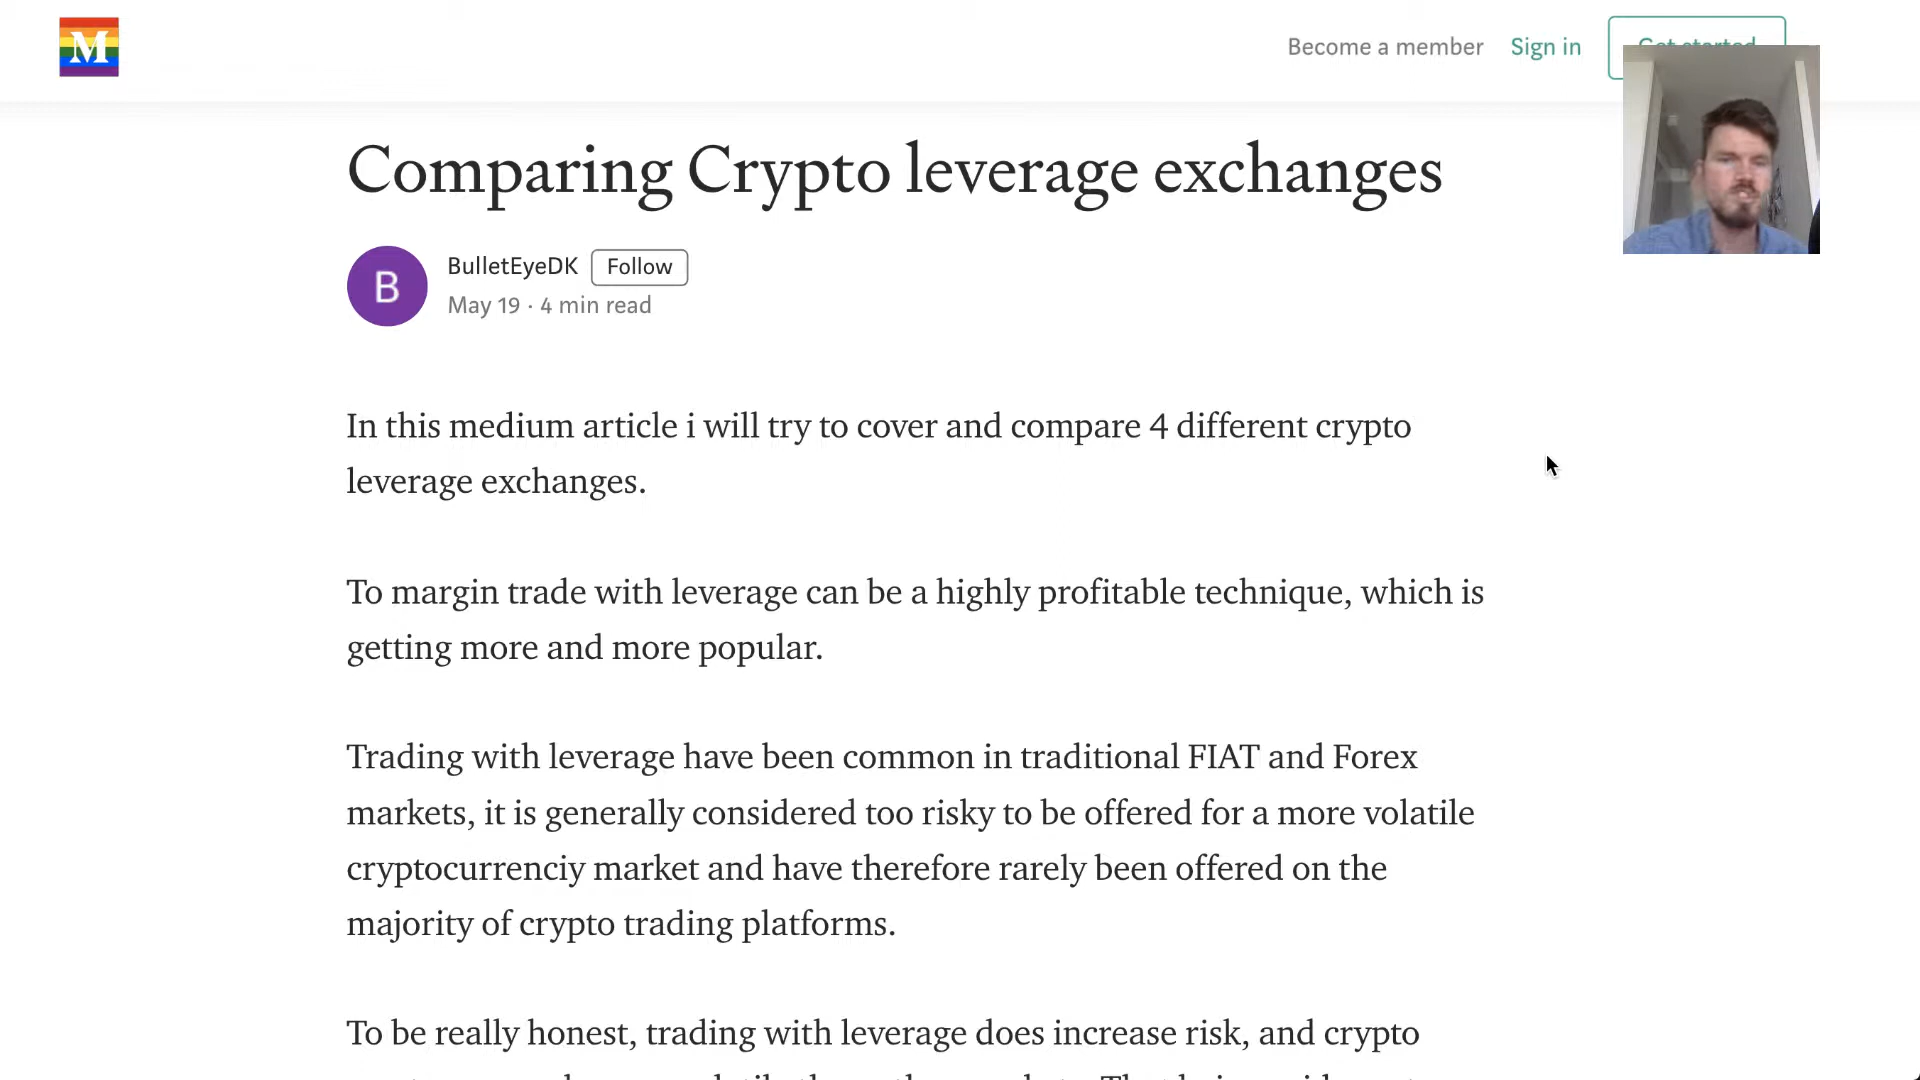 M
Become a member Sign in Get started
Comparing Crypto leverage exchanges
B
BulletEyeDK Follow
May 19 · 4 min read
In this medium article i will try to cover and compare 4 different crypto
leverage exchanges.
To margin trade with leverage can be a highly profitable technique, which is
getting more and more popular.
Trading with leverage have been common in traditional FIAT and Forex
markets, it is generally considered too risky to be offered for a more volatile
cryptocurrenciy market and have therefore rarely been offered on the
majority of crypto trading platforms.
To be really honest, trading with leverage does increase risk, and crypto